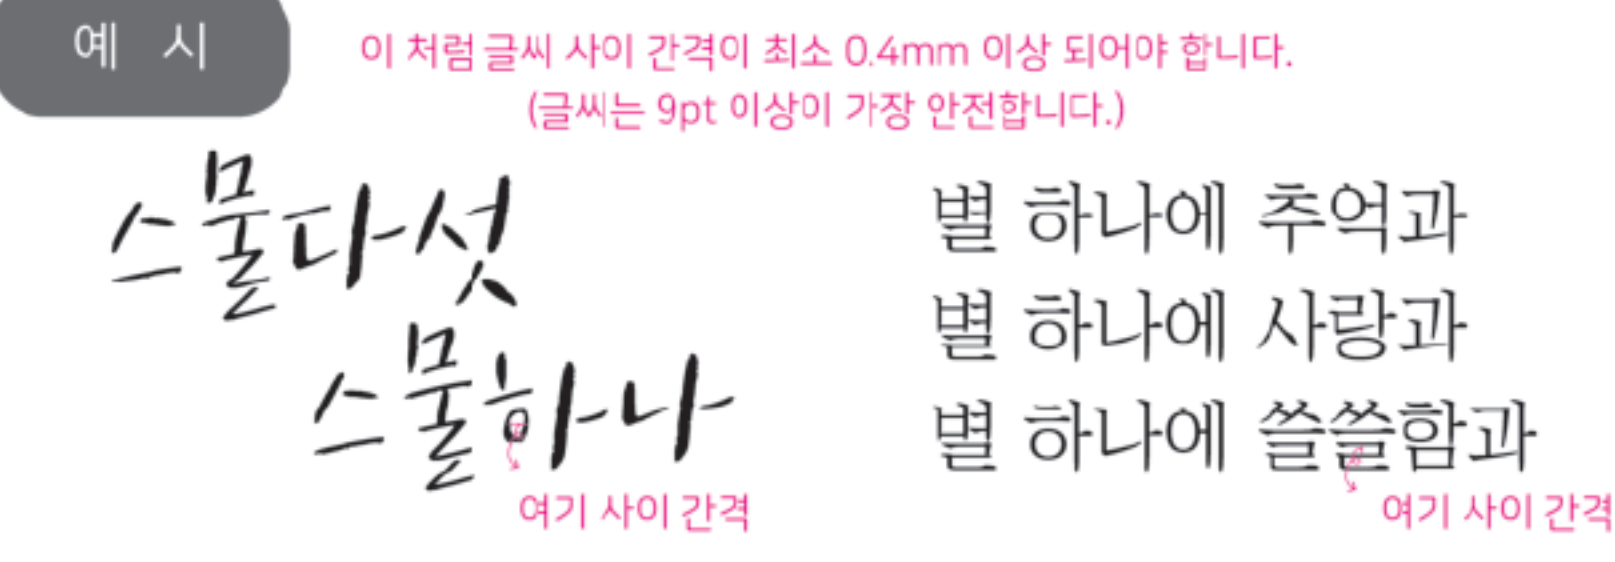 예 시
이 처럼 글씨 사이 간격이 최소 0.4mm 이상 되어야 합니다.
(글씨는 9pt 이상이 가장 안전합니다.)
스물다섯
스물하나
여기 사이 간격
별 하나에 추억과
별 하나에 사랑과
별 하나에 쓸쓸함과
여기 사이 간격